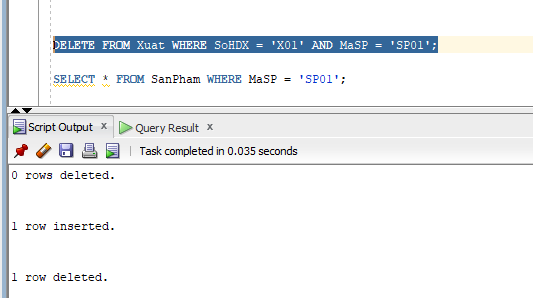 DELETE FROM Xuat WHERE SoHDX = 'X01' AND MaSP = 'SP01';
SELECT * FROM SanPham WHERE MaSP = 'SP01';
Script Output x Query Result x
Task completed in 0.035 seconds
0 rows deleted.
1 row inserted.
1 row deleted.